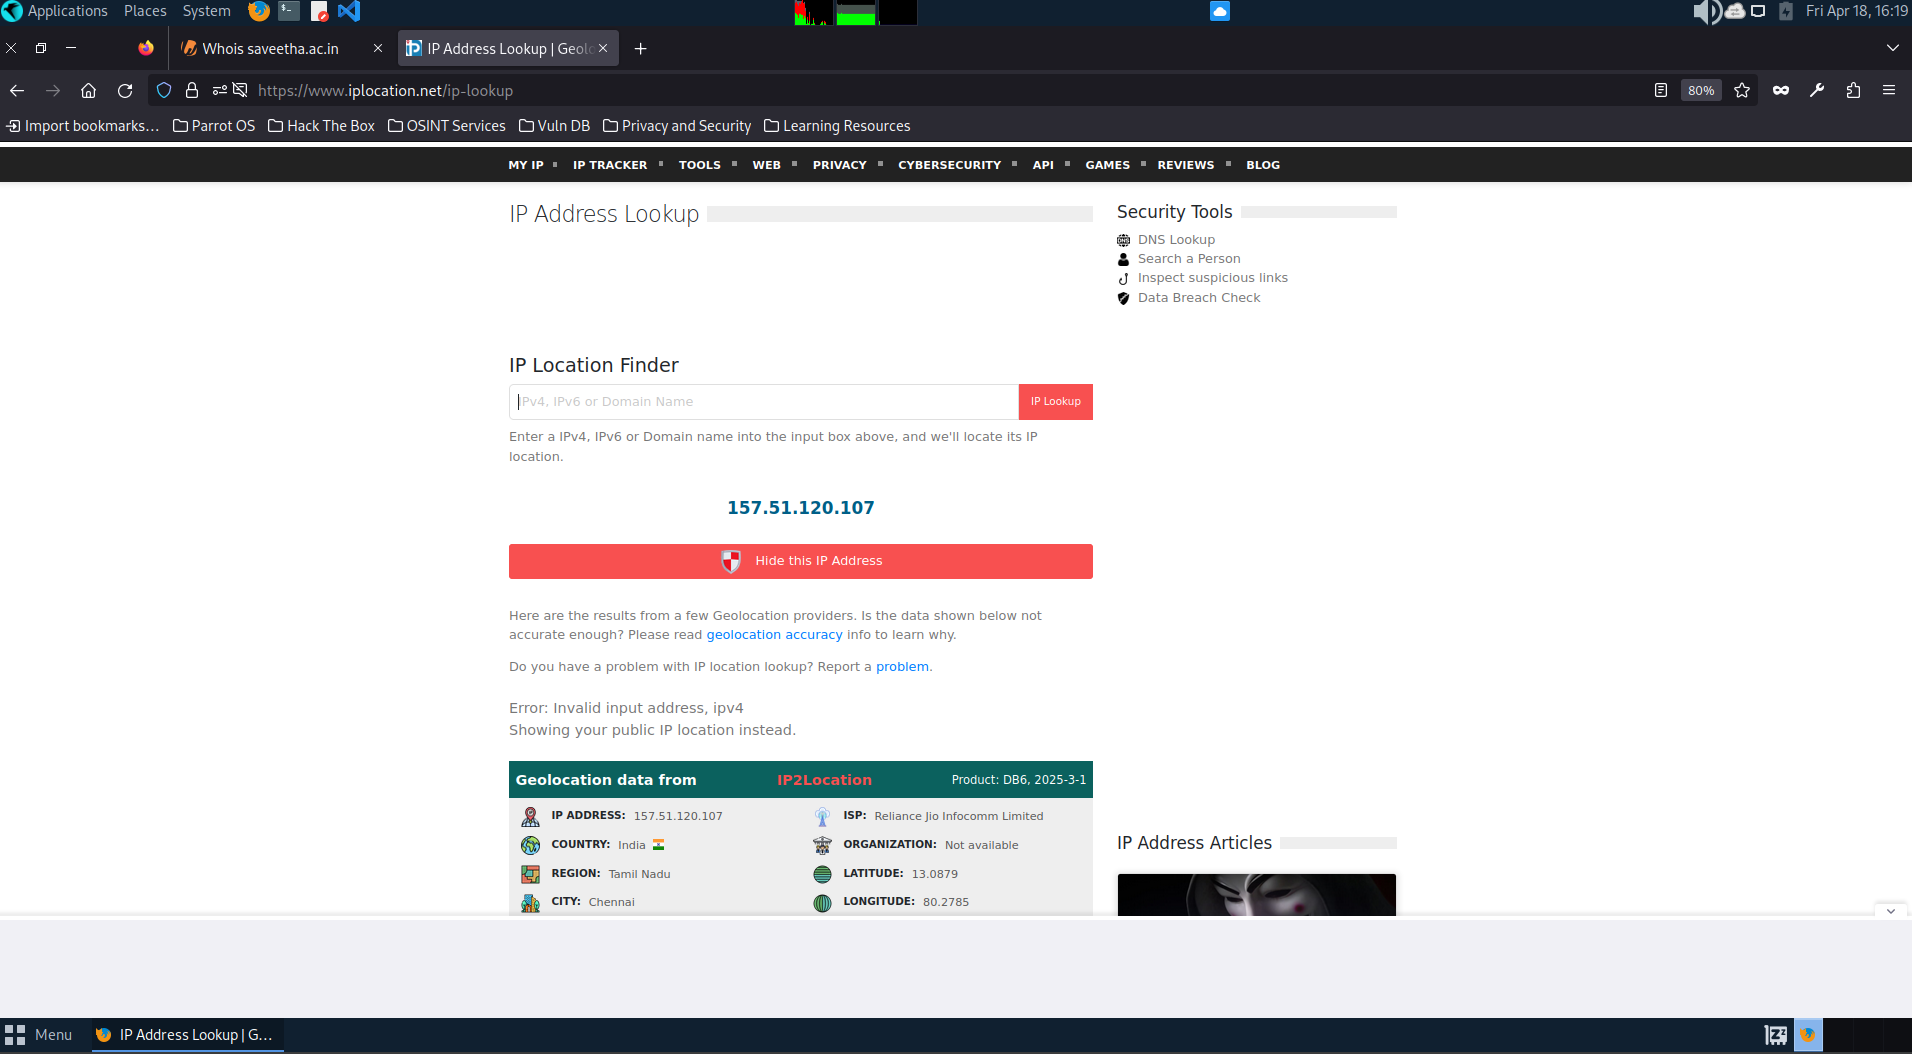 Applications Places System
Fri Apr 18, 16:19
Whois saveetha.ac.in
IP Address Lookup | Geol
https://www.iplocation.net/ip-lookup
80%
Import bookmarks...
Parrot OS
Hack The Box
OSINT Services
Vuln DB
Privacy and Security
Learning Resources
MY IP
IP TRACKER
TOOLS
WEB
PRIVACY
CYBERSECURITY
API
GAMES
REVIEWS
BLOG
IP Address Lookup
Security Tools
DNS Lookup
Search a Person
Inspect suspicious links
Data Breach Check
IP Location Finder
IPv4, IPv6 or Domain Name
IP Lookup
Enter a IPv4, IPv6 or Domain name into the input box above, and we'll locate its IP
location.
157.51.120.107
Hide this IP Address
Here are the results from a few Geolocation providers. Is the data shown below not
accurate enough? Please read geolocation accuracy info to learn why.
Do you have a problem with IP location lookup? Report a problem.
Error: Invalid input address, ipv4
Showing your public IP location instead.
Geolocation data from IP2Location Product: DB6, 2025-3-1
IP ADDRESS: 157.51.120.107
ISP: Reliance Jio Infocomm Limited
COUNTRY: India
ORGANIZATION: Not available
REGION: Tamil Nadu
LATITUDE: 13.0879
CITY: Chennai
LONGITUDE: 80.2785
IP Address Articles
Menu
IP Address Lookup | G...